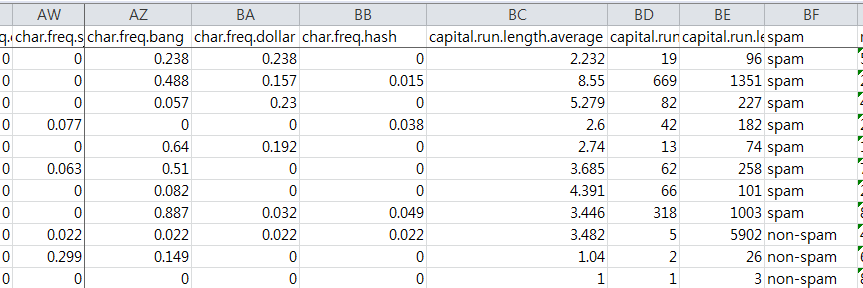 AW AZ BA BB BC BD BE BF
char.freq.s char.freq.bang char.freq.dollar char.freq.hash capital.run.length.average capital.run capital.run.le spam
0 0 0.238 0.238 0 2.232 19 96 spam
0 0 0.488 0.157 0.015 8.55 669 1351 spam
0 0 0.057 0.23 0 5.279 82 227 spam
0 0.077 0 0 0.038 2.6 42 182 spam
0 0 0.64 0.192 0 2.74 13 74 spam
0 0.063 0.51 0 0 3.685 62 258 spam
0 0 0.082 0 0 4.391 66 101 spam
0 0 0.887 0.032 0.049 3.446 318 1003 spam
0 0.022 0.022 0.022 0.022 3.482 5 5902 non-spam
0 0.299 0.149 0 0 1.04 2 26 non-spam
0 0 0 0 0 1 1 3 non-spam